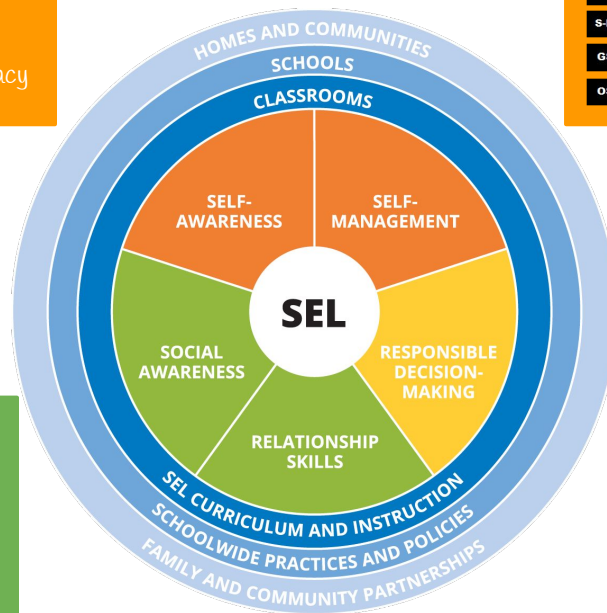 HOMES AND COMMUNITIES
SCHOOLS
CLASSROOMS
SELF-
AWARENESS
SELF-
MANAGEMENT
SEL
SOCIAL
AWARENESS
RESPONSIBLE
DECISION-
MAKING
RELATIONSHIP
SKILLS
SEL CURRICULUM AND INSTRUCTION
SCHOOLWIDE PRACTICES AND POLICIES
FAMILY AND COMMUNITY PARTNERSHIPS